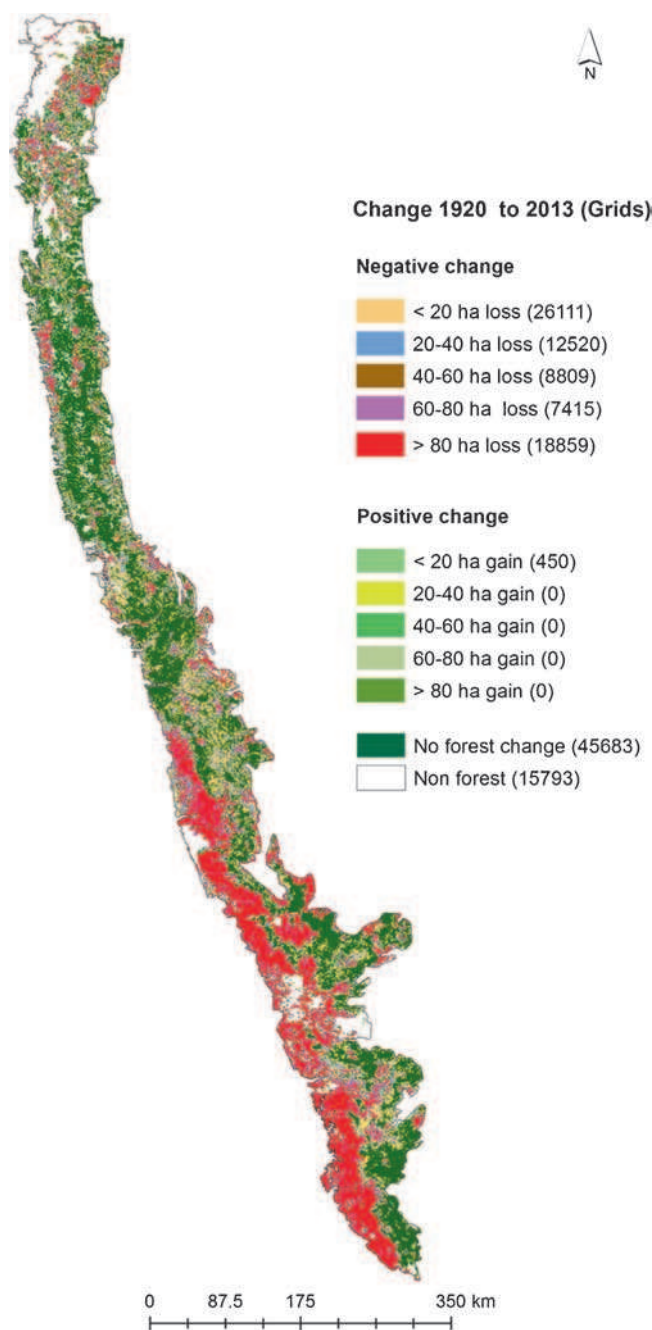 N
Change 1920 to 2013 (Grids)
Negative change
< 20 ha loss (26111)
20-40 ha loss (12520)
40-60 ha loss (8809)
60-80 ha loss (7415)
> 80 ha loss (18859)
Positive change
< 20 ha gain (450)
20-40 ha gain (0)
40-60 ha gain (0)
60-80 ha gain (0)
> 80 ha gain (0)
No forest change (45683)
Non forest (15793)
0 87.5 175 350 km